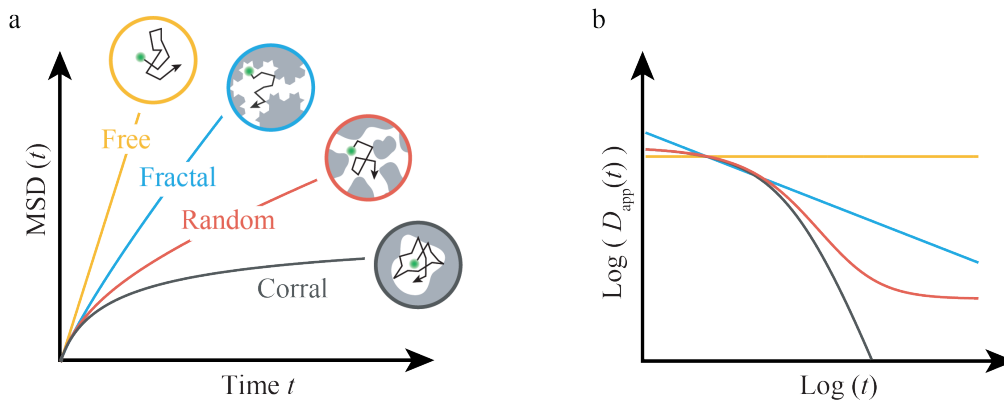 a
MSD (t)
Free
Fractal
Random
Corral
Time t
b
Log ( Dapp(t) )
Log (t)